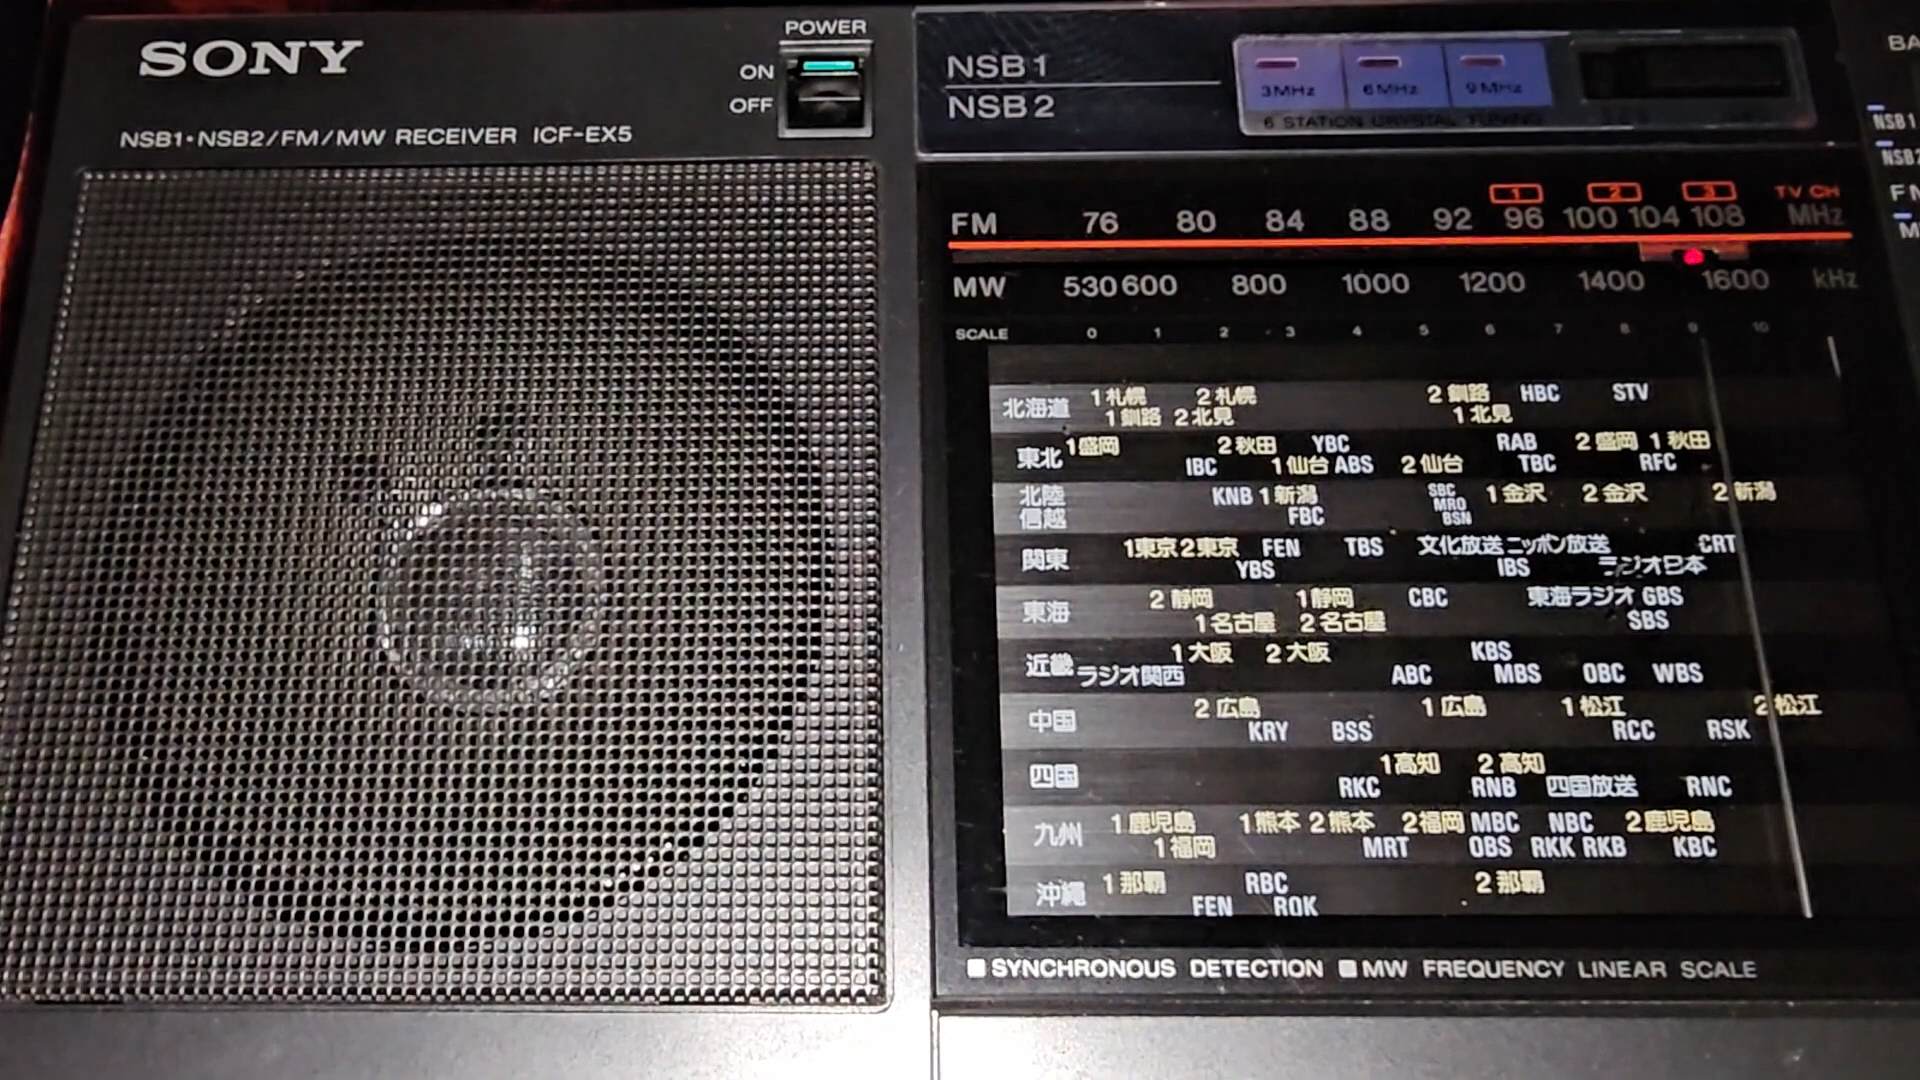 SONY
POWER
ON
OFF
NSB1•NSB2/FM/MW RECEIVER ICF-EX5
NSB1
NSB2
3MHz 6MHz 9MHz
6 STATION CRYSTAL TUNING
1 2 3 TV CH
FM 76 80 84 88 92 96 100 104 108 MHz
MW 530 600 800 1000 1200 1400 1600 kHz
SCALE 0 1 2 3 4 5 6 7 8 9 10
北海道 1札幌 2札幌 2釧路 HBC STV
1釧路 2北見 1北見
東北 1盛岡 2秋田 YBC RAB 2盛岡 1秋田
IBC 1仙台 ABS 2仙台 TBC RFC
北陸 KNB 1新潟 SBC 1金沢 2金沢 2新潟
信越 FBC MRO BSN
関東 1東京 2東京 FEN TBS 文化放送 ニッポン放送 CRT
YBS IBS ラジオ日本
東海 2静岡 1静岡 CBC 東海ラジオ GBS
1名古屋 2名古屋 SBS
近畿 1大阪 2大阪 KBS
ラジオ関西 ABC MBS OBC WBS
中国 2広島 1広島 1松江 2松江
KRY BSS RCC RSK
四国 1高知 2高知
RKC RNB 四国放送 RNC
九州 1鹿児島 1熊本 2熊本 2福岡 MBC NBC 2鹿児島
1福岡 MRT OBS RKK RKB KBC
沖縄 1那覇 RBC 2那覇
FEN ROK
■SYNCHRONOUS DETECTION ■MW FREQUENCY LINEAR SCALE
NSB1